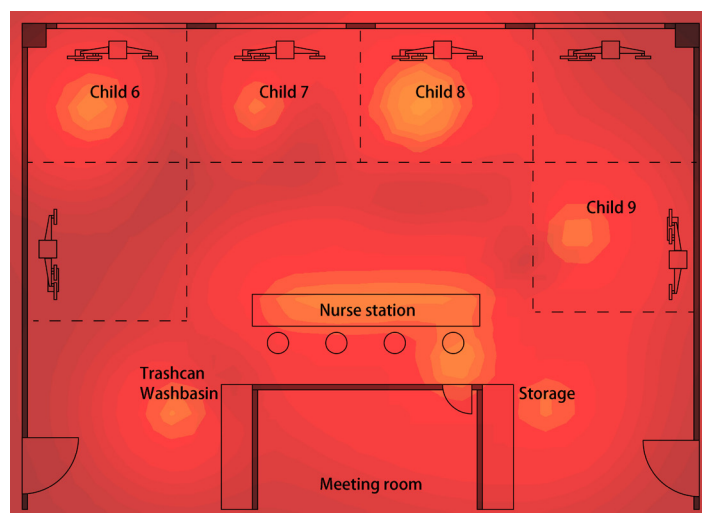 Child 6
Child 7
Child 8
Child 9
Nurse station
Trashcan
Washbasin
Storage
Meeting room